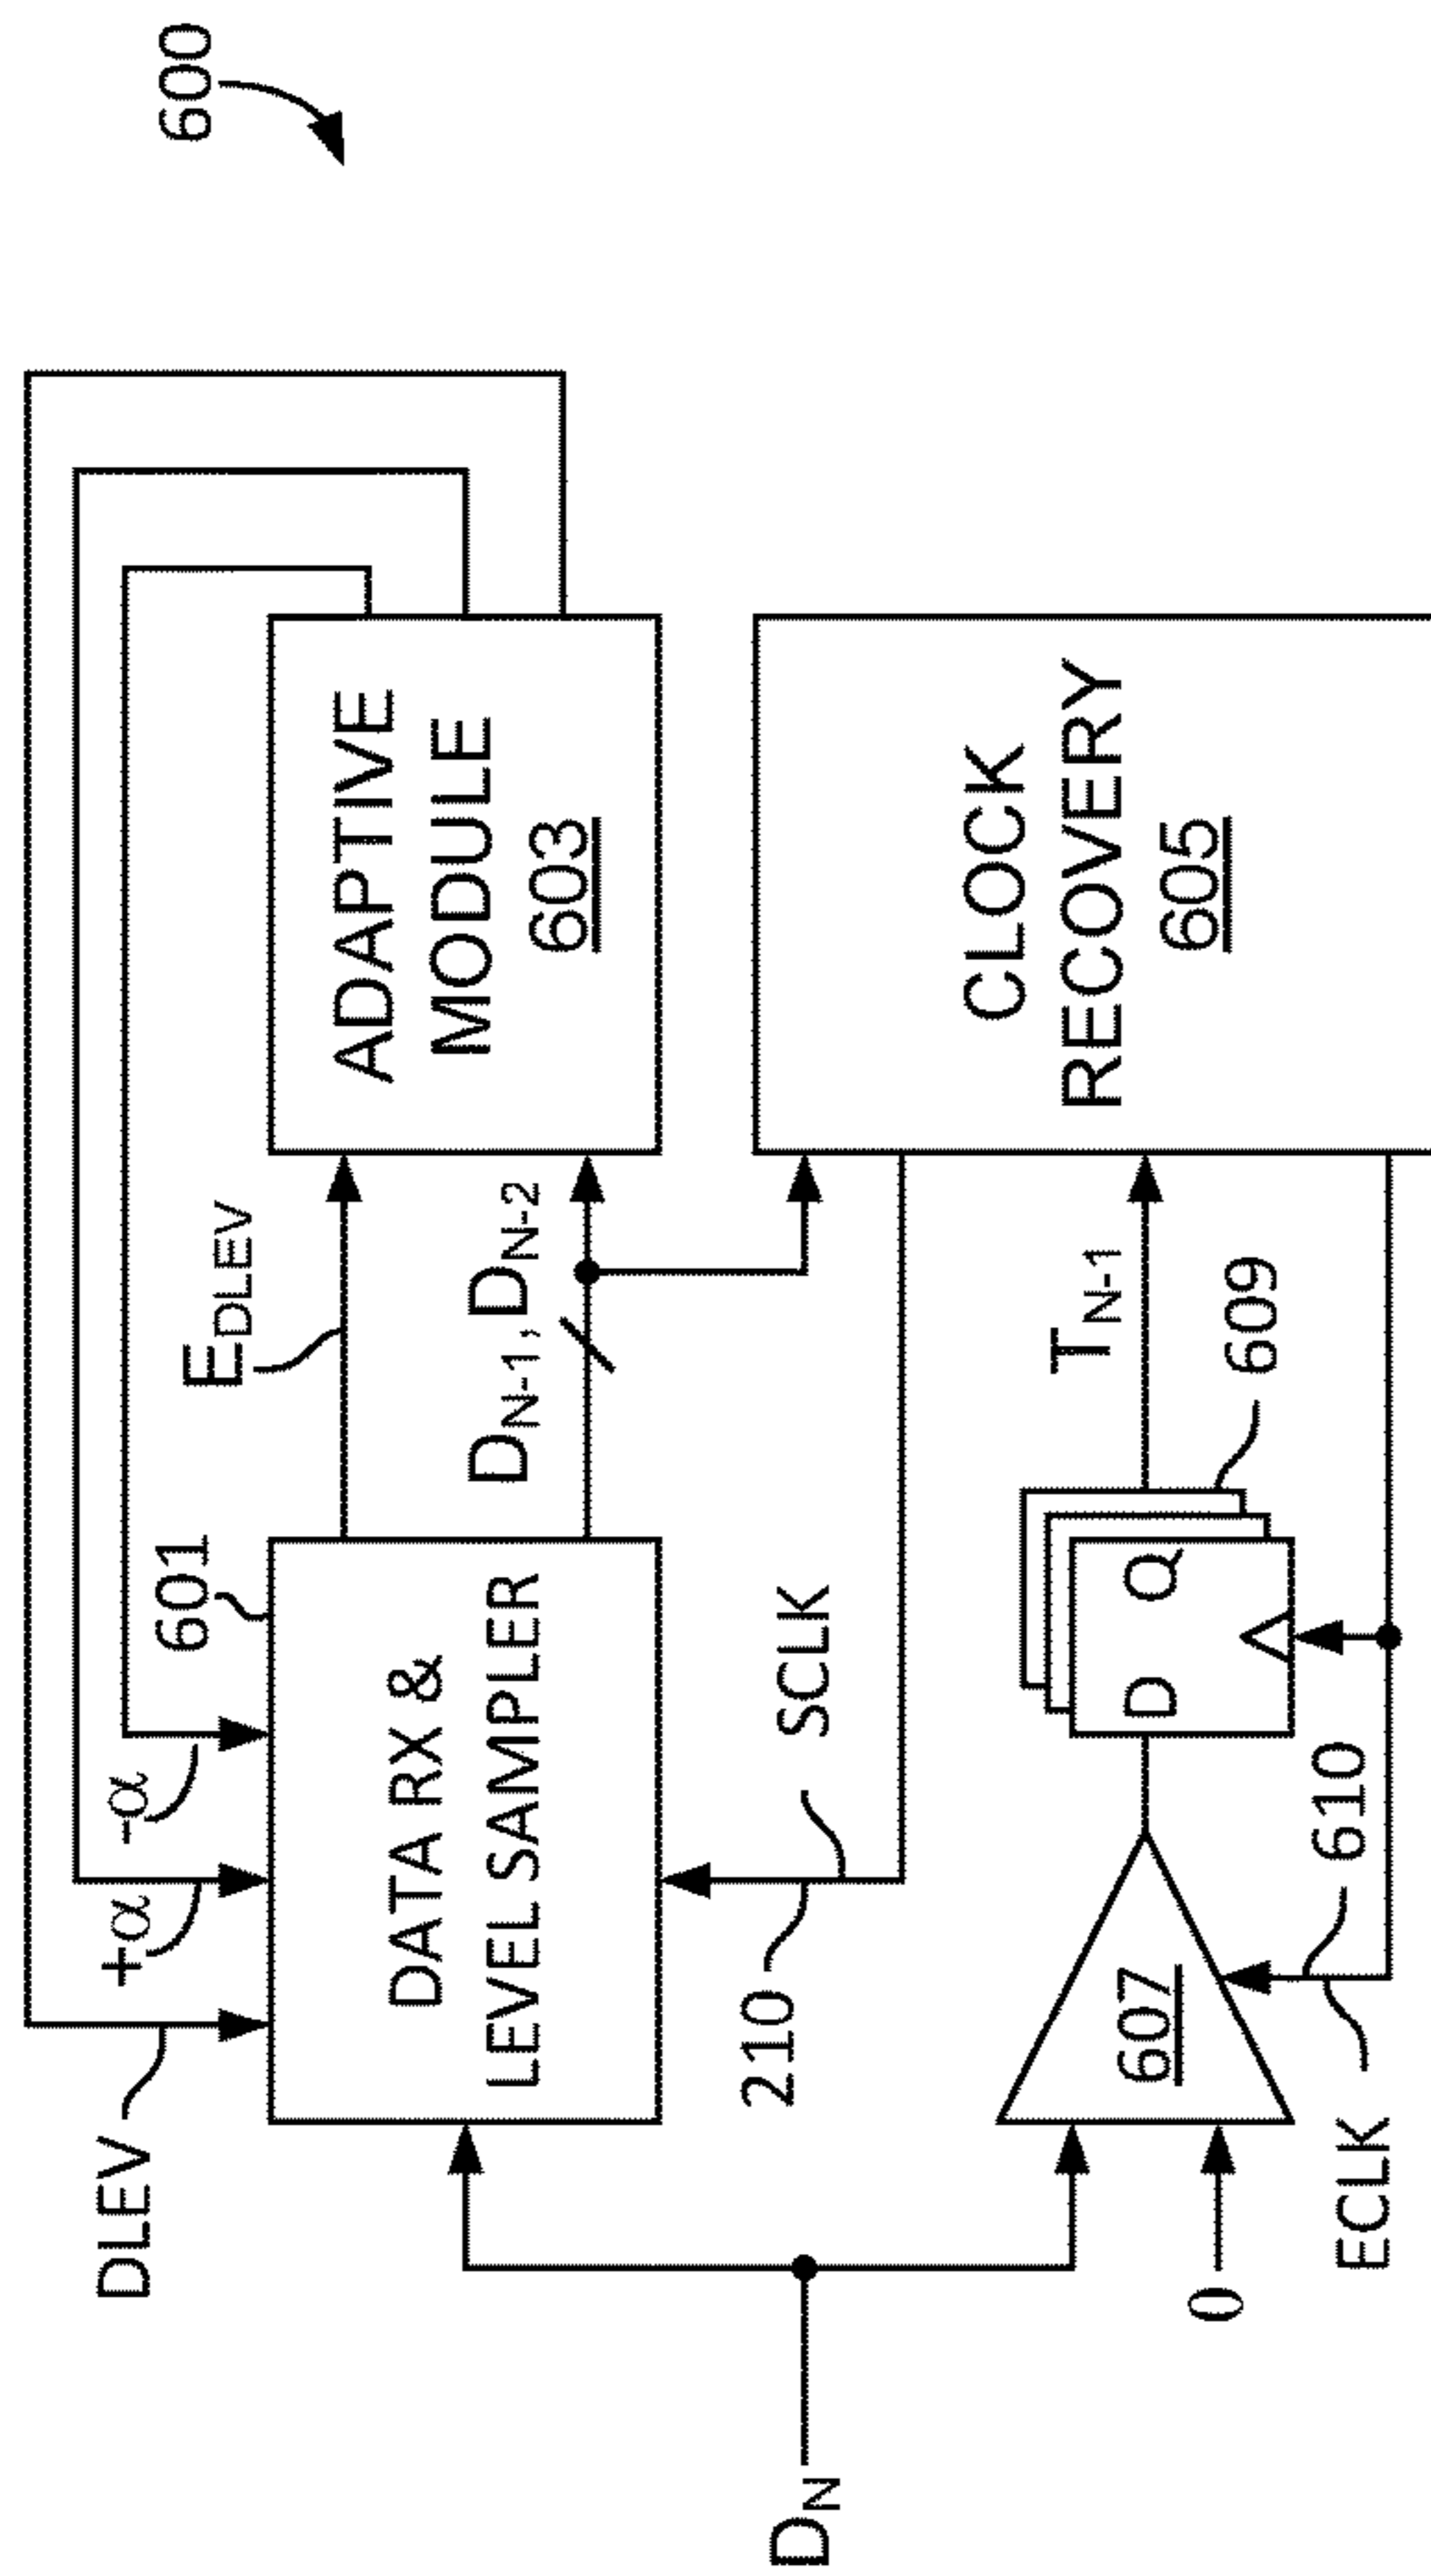 600
DLEV
+α
-α
601
DATA RX &
LEVEL SAMPLER
E_DLEV
D_N-1, D_N-2
ADAPTIVE
MODULE
603
D_N
210
SCLK
CLOCK
RECOVERY
605
0
607
D Q
T_N-1
609
610
ECLK